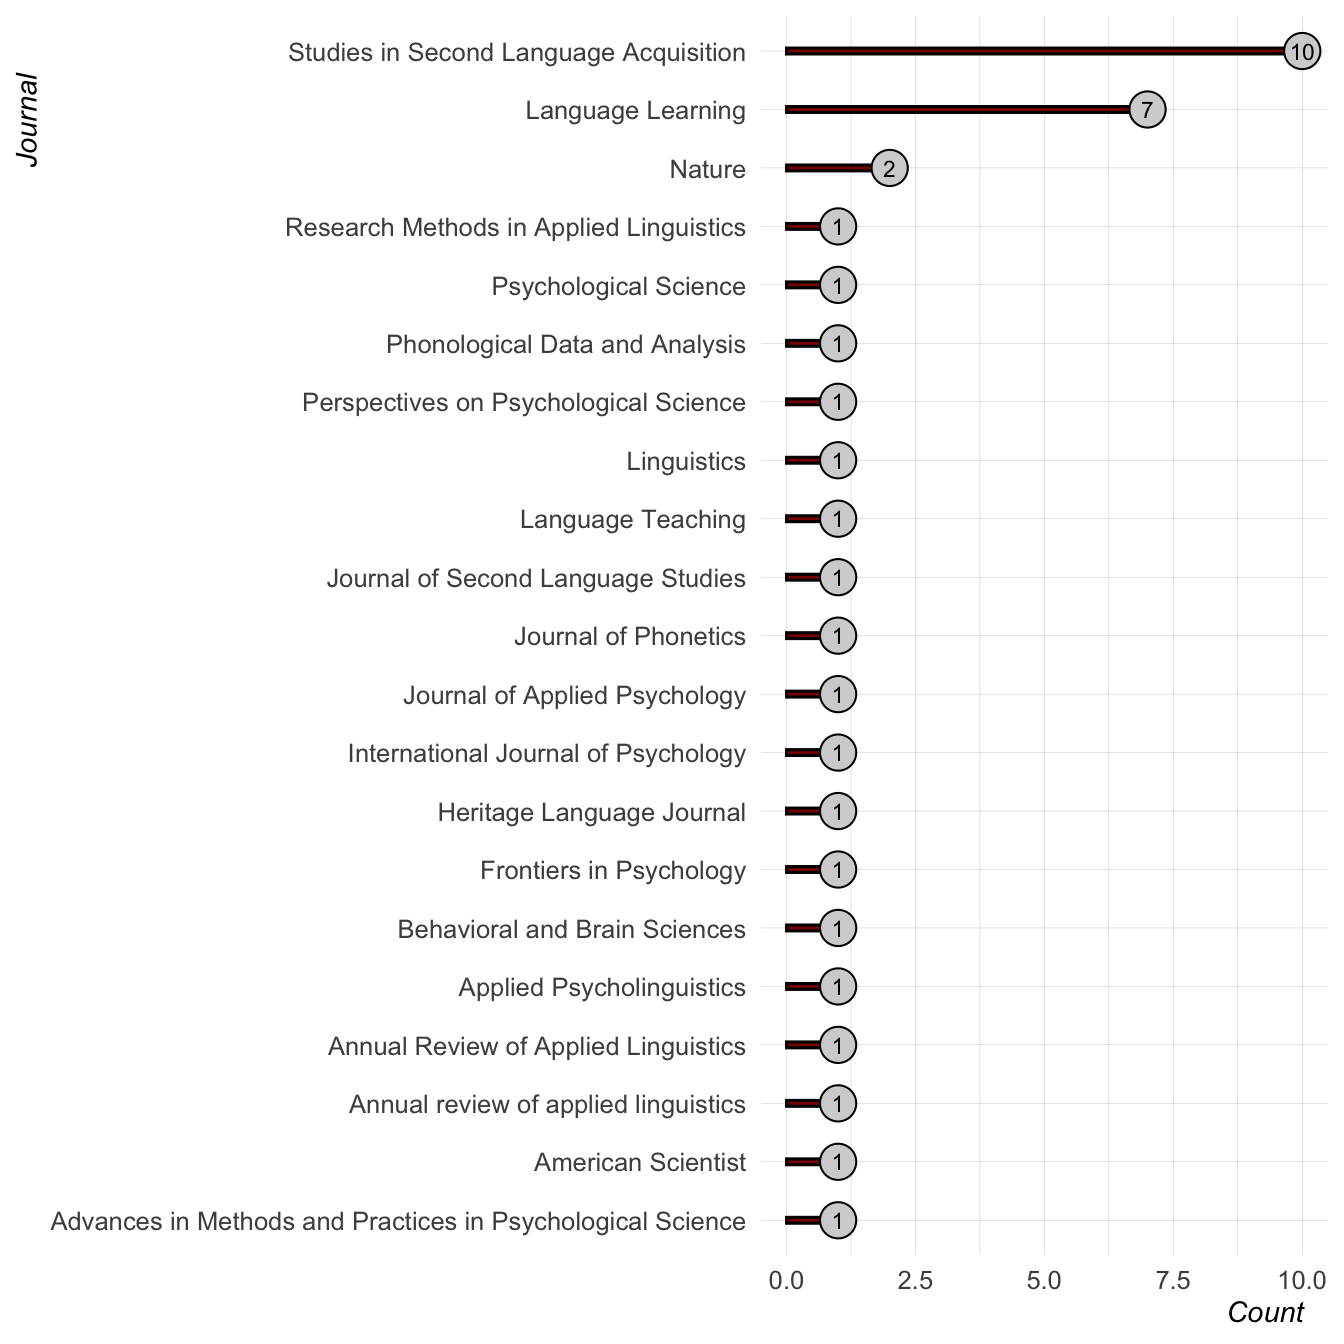 Journal
Studies in Second Language Acquisition 10
Language Learning 7
Nature 2
Research Methods in Applied Linguistics 1
Psychological Science 1
Phonological Data and Analysis 1
Perspectives on Psychological Science 1
Linguistics 1
Language Teaching 1
Journal of Second Language Studies 1
Journal of Phonetics 1
Journal of Applied Psychology 1
International Journal of Psychology 1
Heritage Language Journal 1
Frontiers in Psychology 1
Behavioral and Brain Sciences 1
Applied Psycholinguistics 1
Annual Review of Applied Linguistics 1
Annual review of applied linguistics 1
American Scientist 1
Advances in Methods and Practices in Psychological Science 1
0.0 2.5 5.0 7.5 10.0
Count